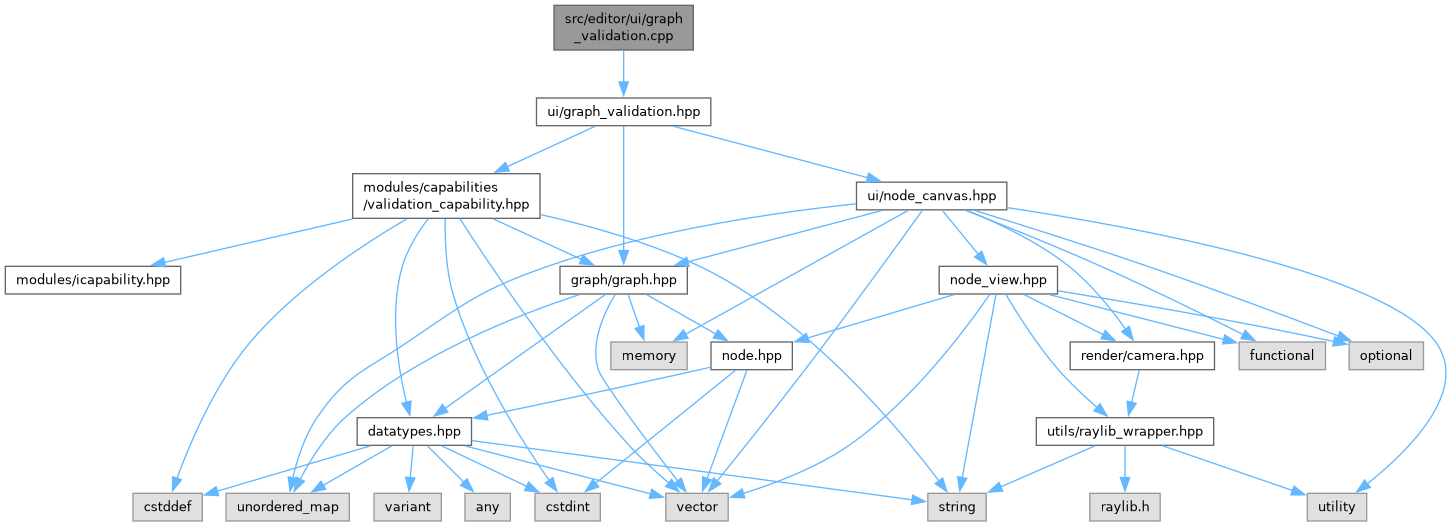 src/editor/ui/graph
_validation.cpp
ui/graph_validation.hpp
modules/capabilities
/validation_capability.hpp
ui/node_canvas.hpp
modules/icapability.hpp
graph/graph.hpp
node_view.hpp
memory
node.hpp
render/camera.hpp
functional
optional
datatypes.hpp
utils/raylib_wrapper.hpp
cstddef
unordered_map
variant
any
cstdint
vector
string
raylib.h
utility